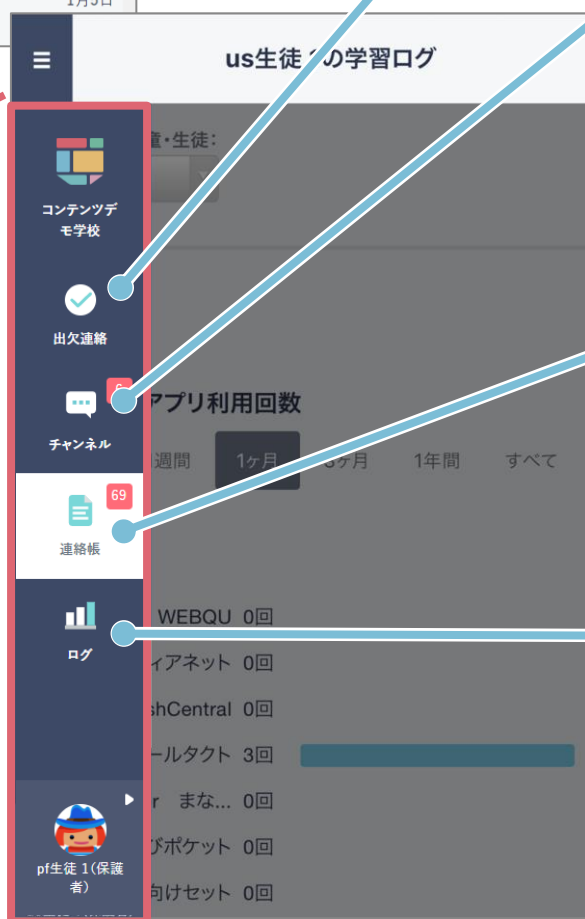 1月5日
us生徒 の学習ログ
童・生徒:
コンテンツデ
モ学校
出欠連絡
アプリ利用回数
チャンネル
週間 1ヶ月 ヶ月 1年間 すべて
69
連絡帳
WEBQU 0回
ログ
ィアネット 0回
shCentral 0回
ールタクト 3回
r まな... 0回
びポケット 0回
pf生徒 1(保護
者)
向けセット 0回